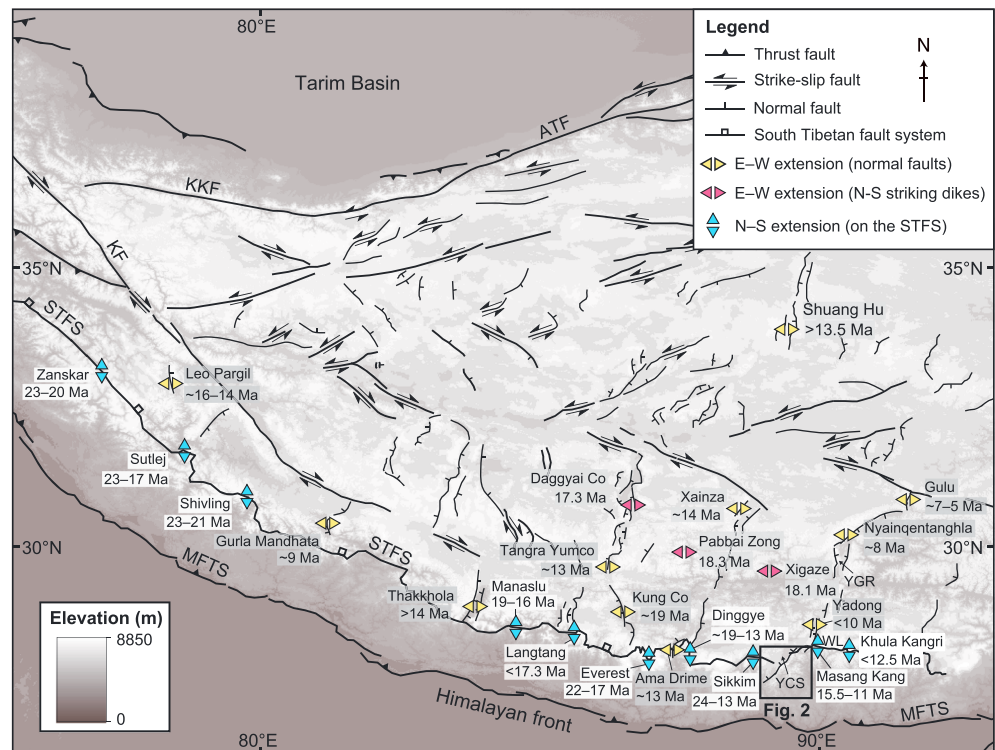 80°E
Tarim Basin
Legend
Thrust fault
Strike-slip fault
Normal fault
South Tibetan fault system
E–W extension (normal faults)
E–W extension (N-S striking dikes)
N–S extension (on the STFS)
N
ATF
KKF
KF
35°N
35°N
STFS
Shuang Hu
>13.5 Ma
Zanskar
23–20 Ma
Leo Pargil
~16–14 Ma
Sutlej
23–17 Ma
Shivling
23–21 Ma
Gurla Mandhata
~9 Ma
Daggyai Co
17.3 Ma
Xainza
~14 Ma
Gulu
~7–5 Ma
Nyainqentanghla
~8 Ma
30°N
30°N
STFS
MFTS
Tangra Yumco
~13 Ma
Pabbai Zong
18.3 Ma
Xigaze
18.1 Ma
YGR
Thakkhola
>14 Ma
Manaslu
19–16 Ma
Kung Co
~19 Ma
Dinggye
~19–13 Ma
Yadong
<10 Ma
Langtang
<17.3 Ma
Everest
22–17 Ma
Ama Drime
~13 Ma
Sikkim
24–13 Ma
WL
YCS
Khula Kangri
<12.5 Ma
Masang Kang
15.5–11 Ma
Fig. 2
Elevation (m)
8850
0
Himalayan front
MFTS
80°E
90°E